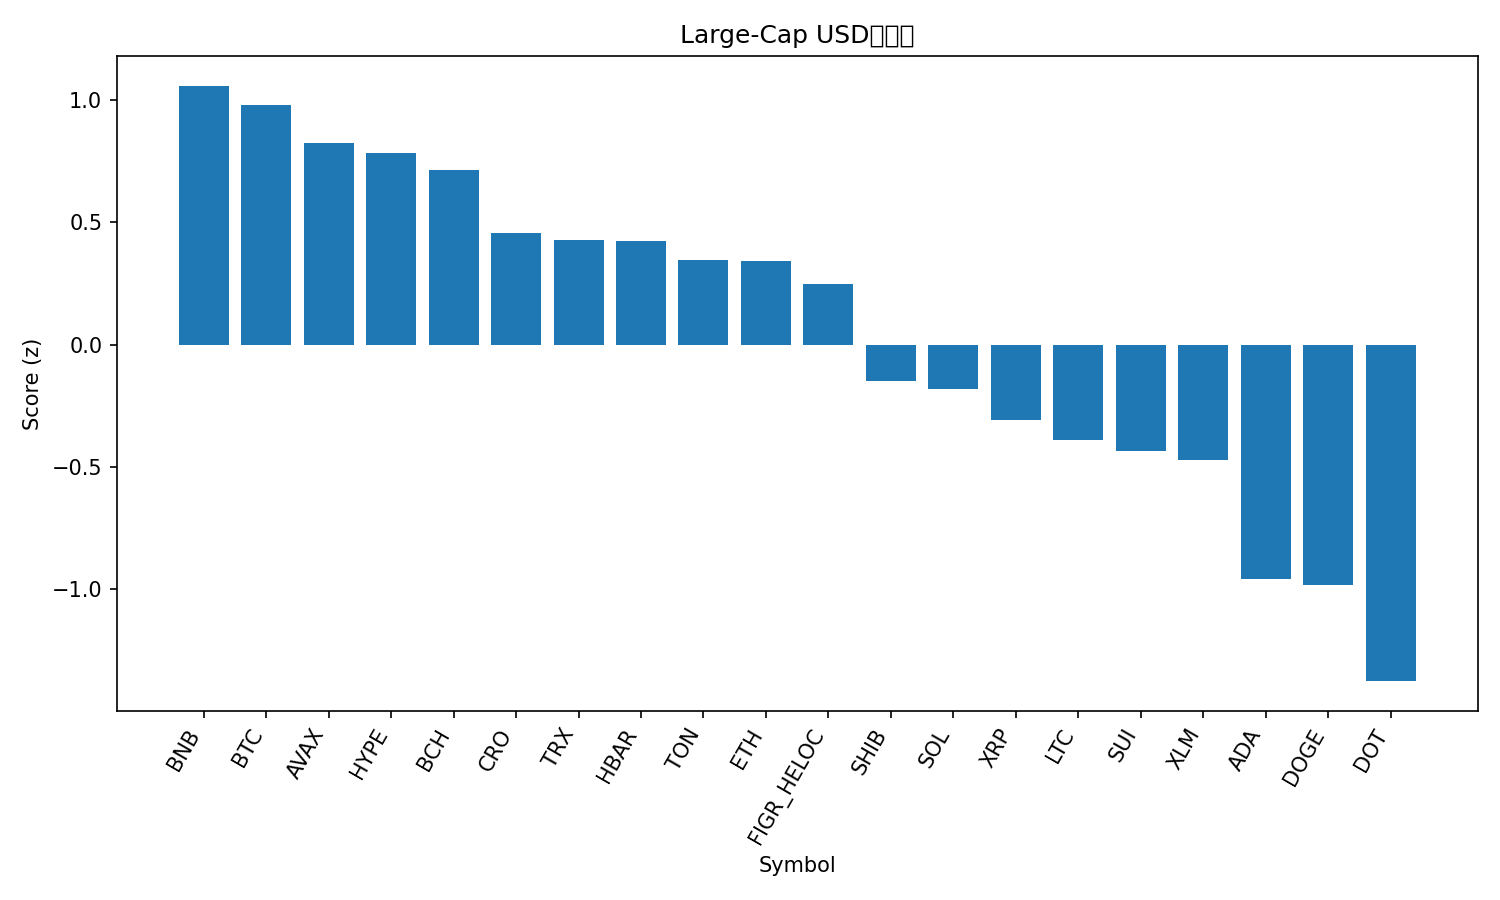 Large-Cap USD
1.0
0.5
0.0
−0.5
−1.0
Score (z)
BNB
BTC
AVAX
HYPE
BCH
CRO
TRX
HBAR
TON
ETH
FIGR_HELOC
SHIB
SOL
XRP
LTC
SUI
XLM
ADA
DOGE
DOT
Symbol